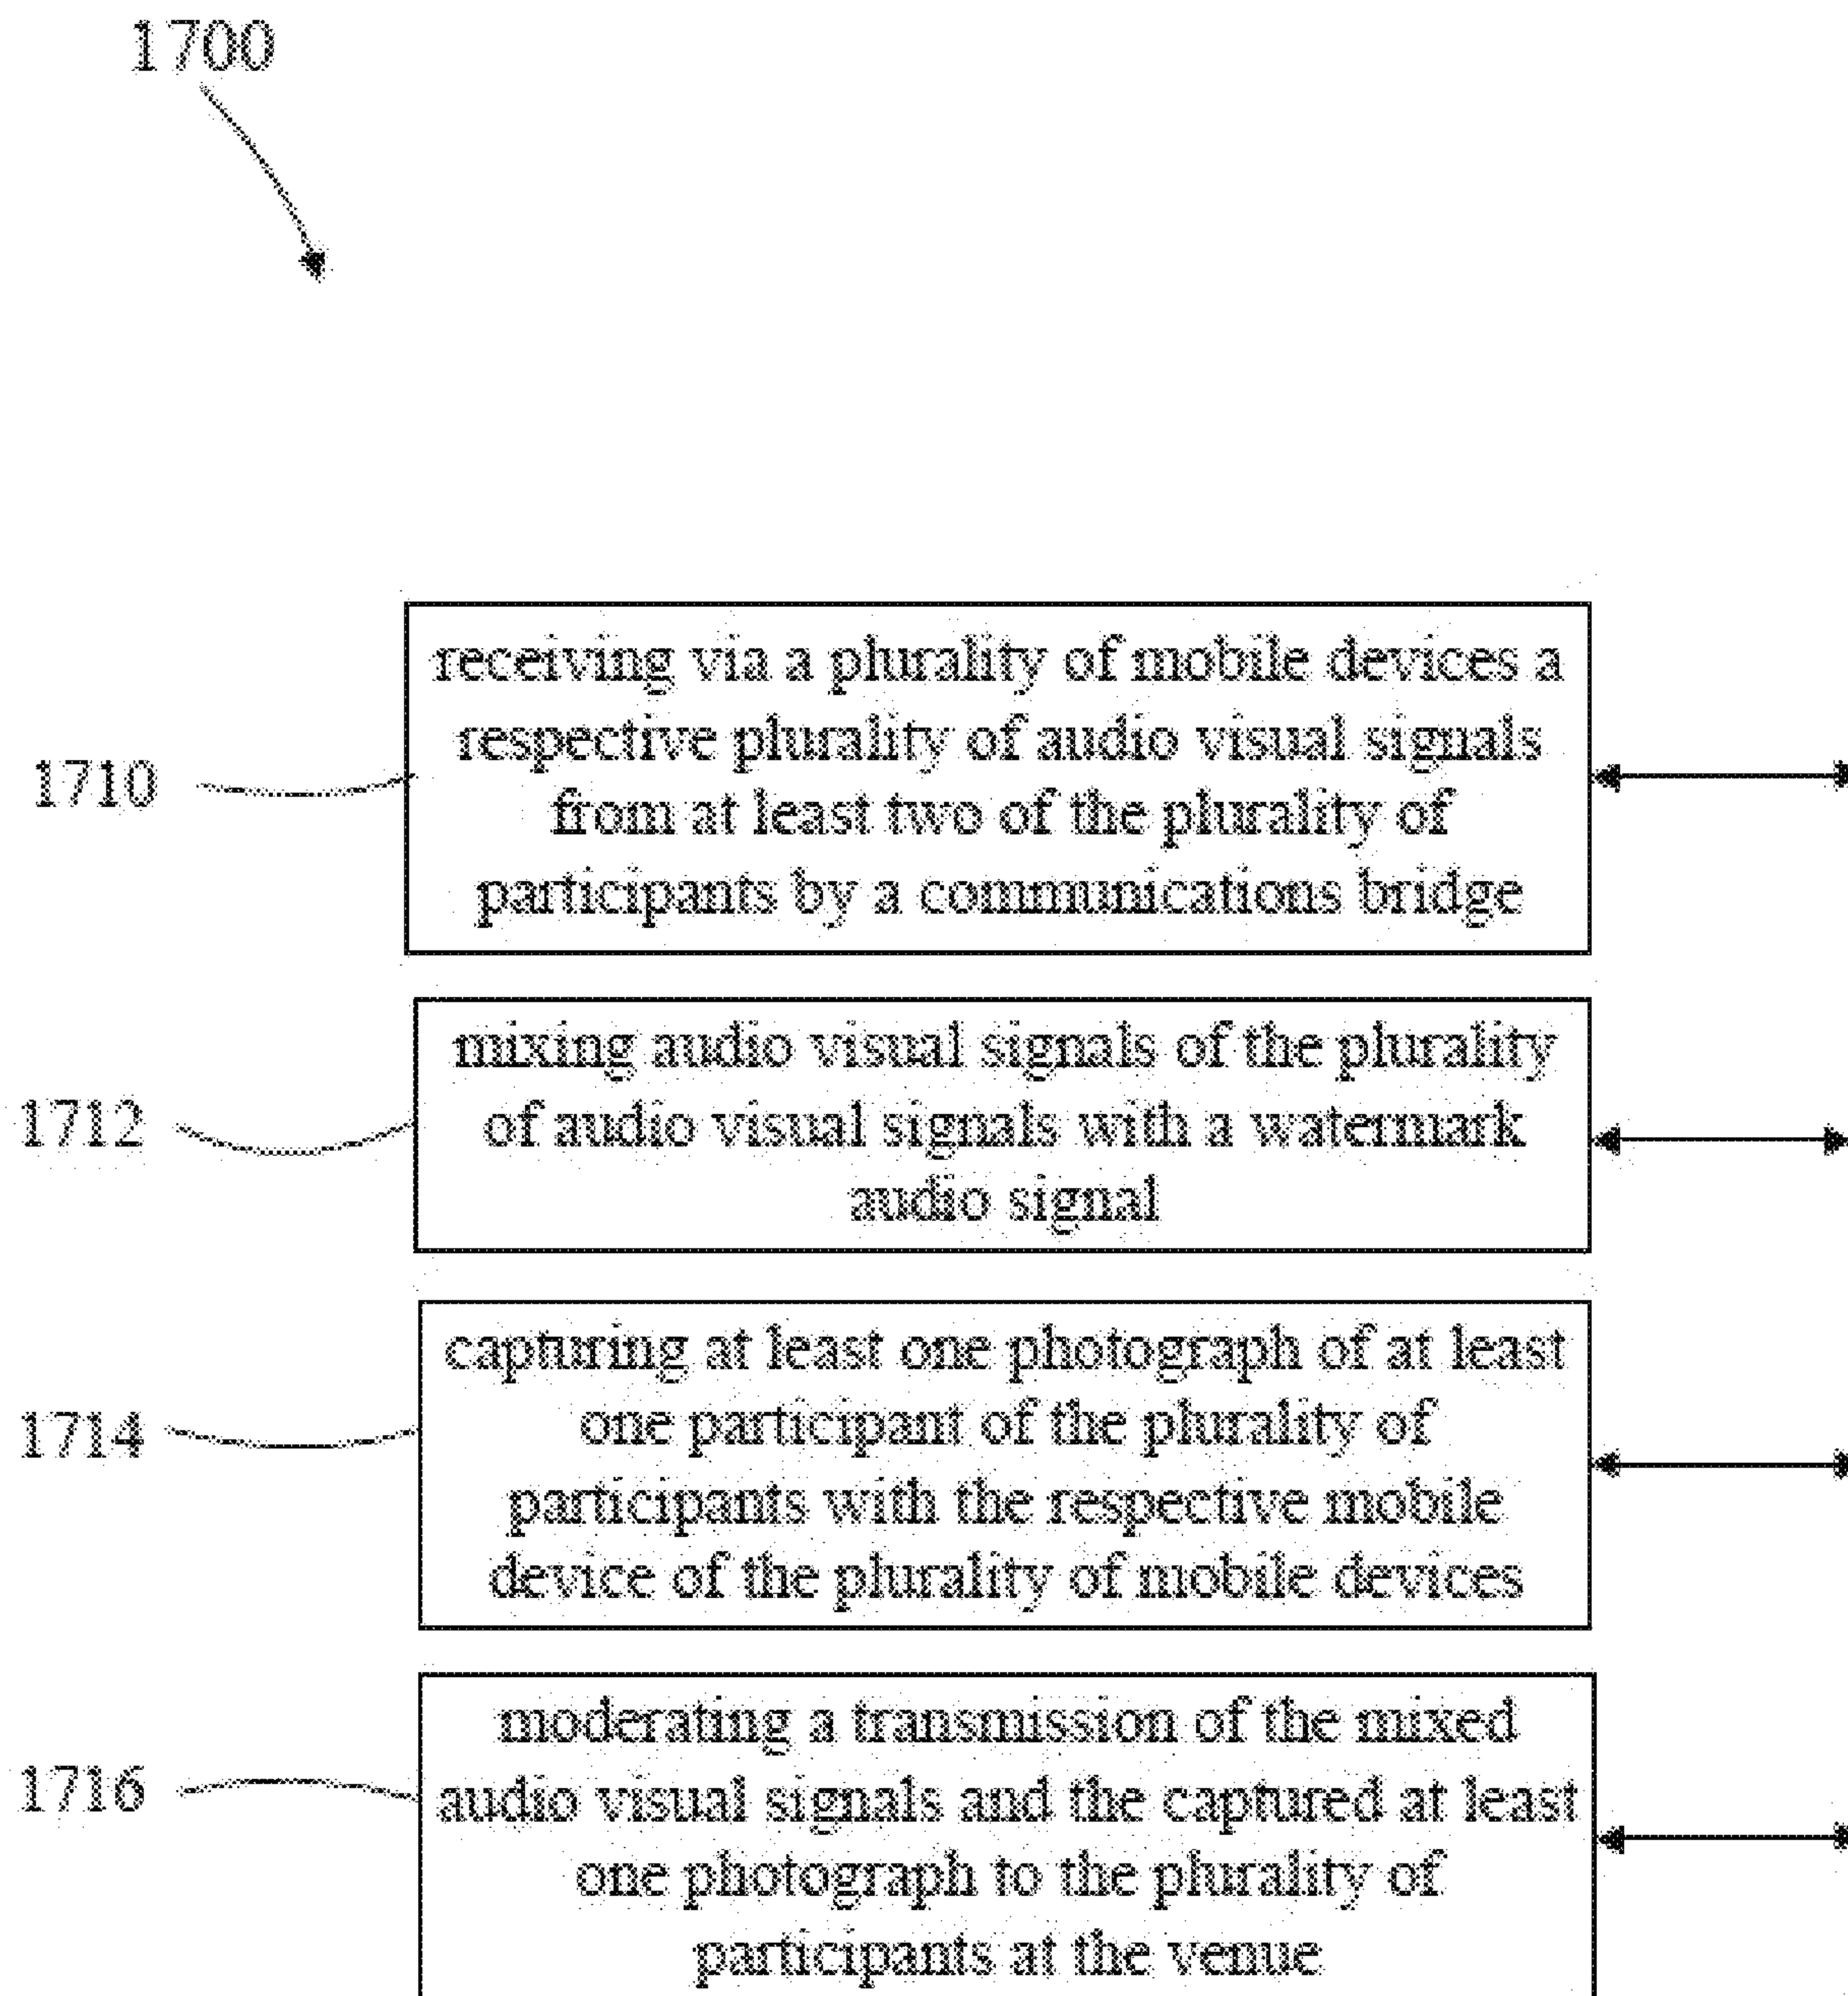 1700
receiving via a plurality of mobile devices a
respective plurality of audio visual signals
from at least two of the plurality of
participants by a communications bridge
1710
mixing audio visual signals of the plurality
of audio visual signals with a watermark
audio signal
1712
capturing at least one photograph of at least
one participant of the plurality of
participants with the respective mobile
device of the plurality of mobile devices
1714
moderating a transmission of the mixed
audio visual signals and the captured at least
one photograph to the plurality of
participants at the venue
1716